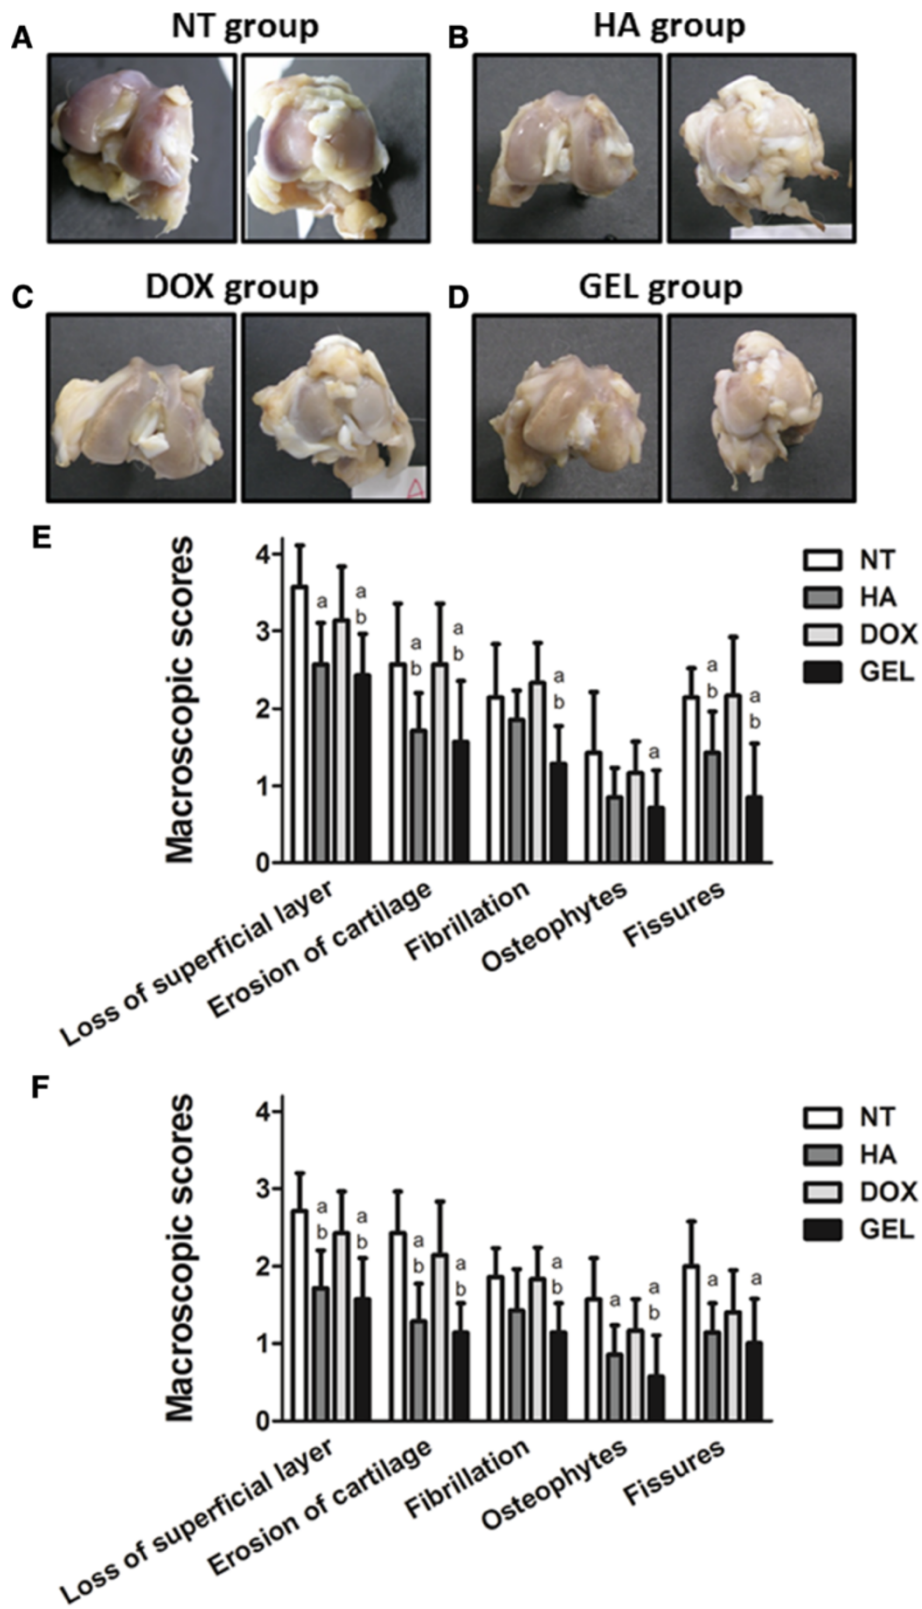 A
NT group
B
HA group
C
DOX group
D
GEL group
A
E
Macroscopic scores
4
3
2
1
0
a
a
b
a
b
a
b
a
b
a
a
b
a
b
Loss of superficial layer
Erosion of cartilage
Fibrillation
Osteophytes
Fissures
NT
HA
DOX
GEL
F
Macroscopic scores
4
3
2
1
0
a
b
a
b
a
b
a
b
a
b
a
a
b
a
a
Loss of superficial layer
Erosion of cartilage
Fibrillation
Osteophytes
Fissures
NT
HA
DOX
GEL